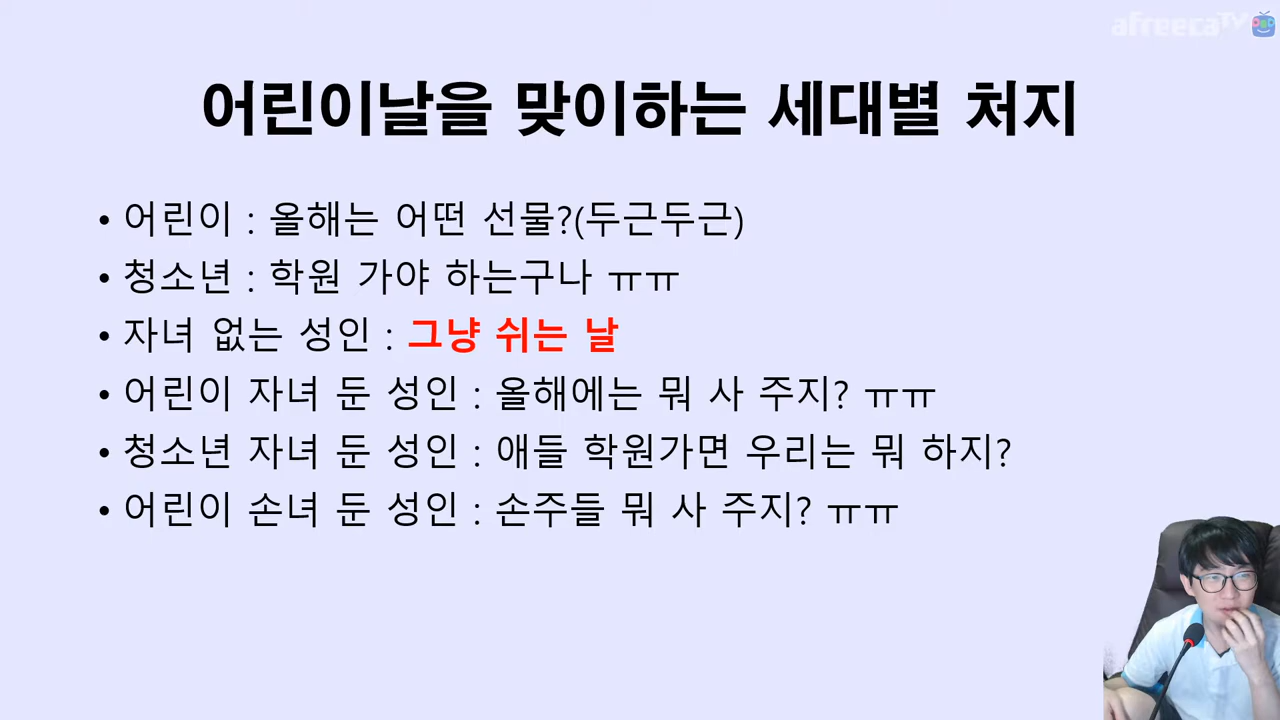 afreecaTV
어린이날을 맞이하는 세대별 처지
• 어린이 : 올해는 어떤 선물?(두근두근)
• 청소년 : 학원 가야 하는구나 ㅠㅠ
• 자녀 없는 성인 : 그냥 쉬는 날
• 어린이 자녀 둔 성인 : 올해에는 뭐 사 주지? ㅠㅠ
• 청소년 자녀 둔 성인 : 애들 학원가면 우리는 뭐 하지?
• 어린이 손녀 둔 성인 : 손주들 뭐 사 주지? ㅠㅠ